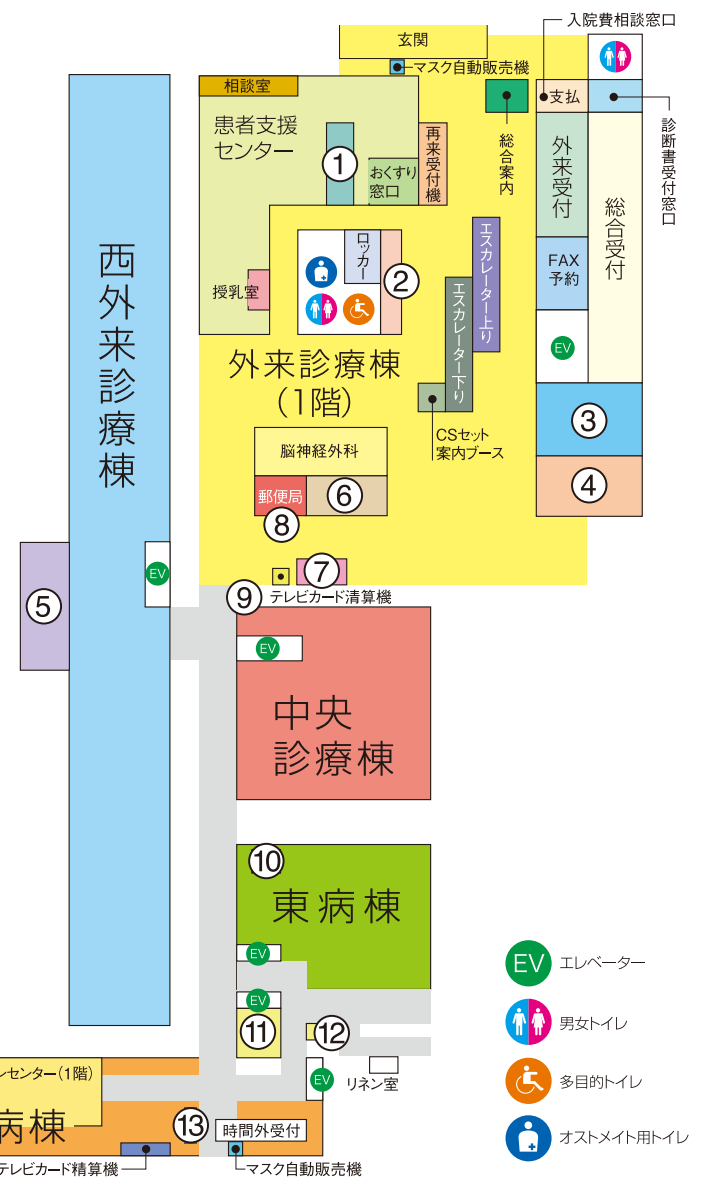 入院費相談窓口
玄関
マスク自動販売機
相談室
支払
患者支援
センター
総合案内
診断書受付窓口
再来受付機
外来受付
①
おくすり
窓口
総合受付
エスカレーター上り
ロッカー
FAX
予約
西外来診療棟
②
授乳室
エスカレーター下り
EV
外来診療棟
（1階）
③
CSセット
案内ブース
脳神経外科
④
郵便局
⑥
⑧
EV
⑦
⑤
⑨
テレビカード清算機
EV
中央
診療棟
⑩
東病棟
EV
EV
エレベーター
EV
⑪
⑫
男女トイレ
ンセンター（1階）
EV
リネン室
多目的トイレ
病棟
⑬
時間外受付
オストメイト用トイレ
テレビカード精算機
マスク自動販売機